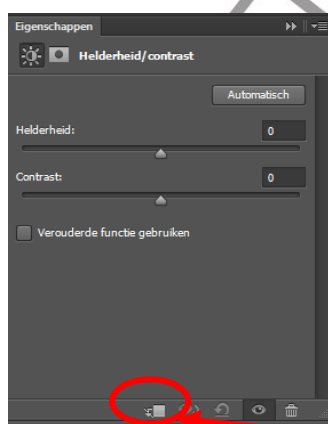 Eigenschappen
Helderheid/contrast
Automatisch
Helderheid: 0
Contrast: 0
Verouderde functie gebruiken